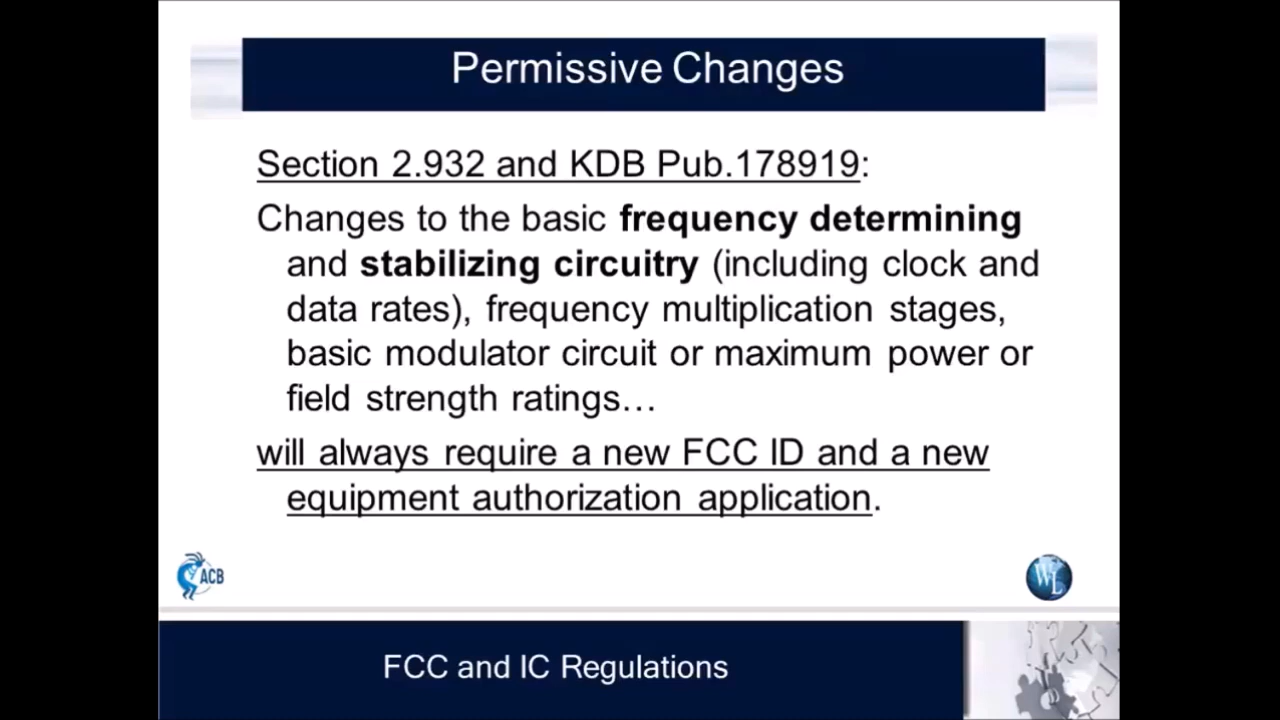 Permissive Changes
Section 2.932 and KDB Pub.178919:
Changes to the basic frequency determining
and stabilizing circuitry (including clock and
data rates), frequency multiplication stages,
basic modulator circuit or maximum power or
field strength ratings…
will always require a new FCC ID and a new
equipment authorization application.
ACB
WL
FCC and IC Regulations